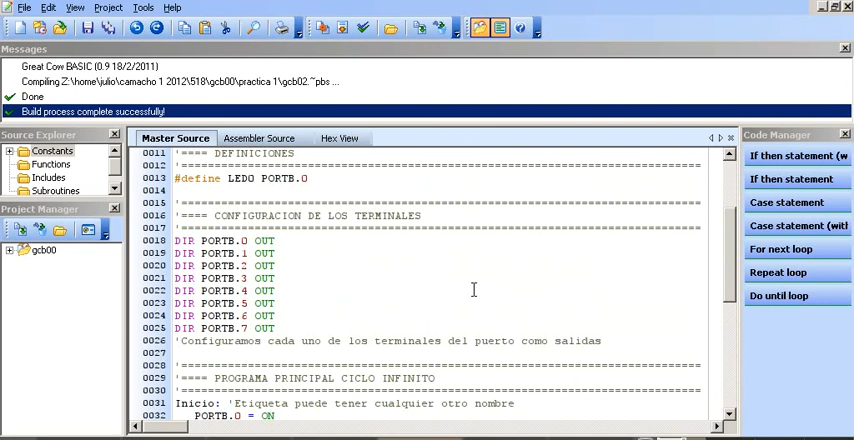 File Edit View Project Tools Help
Messages
Great Cow BASIC (0.9 18/2/2011)
Compiling Z:\home\julio\camacho 1 2012\518\gcb00\practica 1\gcb02.~pbs ...
Done
Build process complete successfully!
Source Explorer
Constants
Functions
Includes
Subroutines
Project Manager
gcb00
Master Source Assembler Source Hex View
0011 '==== DEFINICIONES
0012 '============================================================
0013 #define LED0 PORTB.0
0014
0015 '============================================================
0016 '==== CONFIGURACION DE LOS TERMINALES
0017 '============================================================
0018 DIR PORTB.0 OUT
0019 DIR PORTB.1 OUT
0020 DIR PORTB.2 OUT
0021 DIR PORTB.3 OUT
0022 DIR PORTB.4 OUT
0023 DIR PORTB.5 OUT
0024 DIR PORTB.6 OUT
0025 DIR PORTB.7 OUT
0026 'Configuramos cada uno de los terminales del puerto como salidas
0027
0028 '============================================================
0029 '==== PROGRAMA PRINCIPAL CICLO INFINITO
0030 '============================================================
0031 Inicio: 'Etiqueta puede tener cualquier otro nombre
0032 PORTB.0 = ON
Code Manager
If then statement (w
If then statement
Case statement
Case statement (with
For next loop
Repeat loop
Do until loop